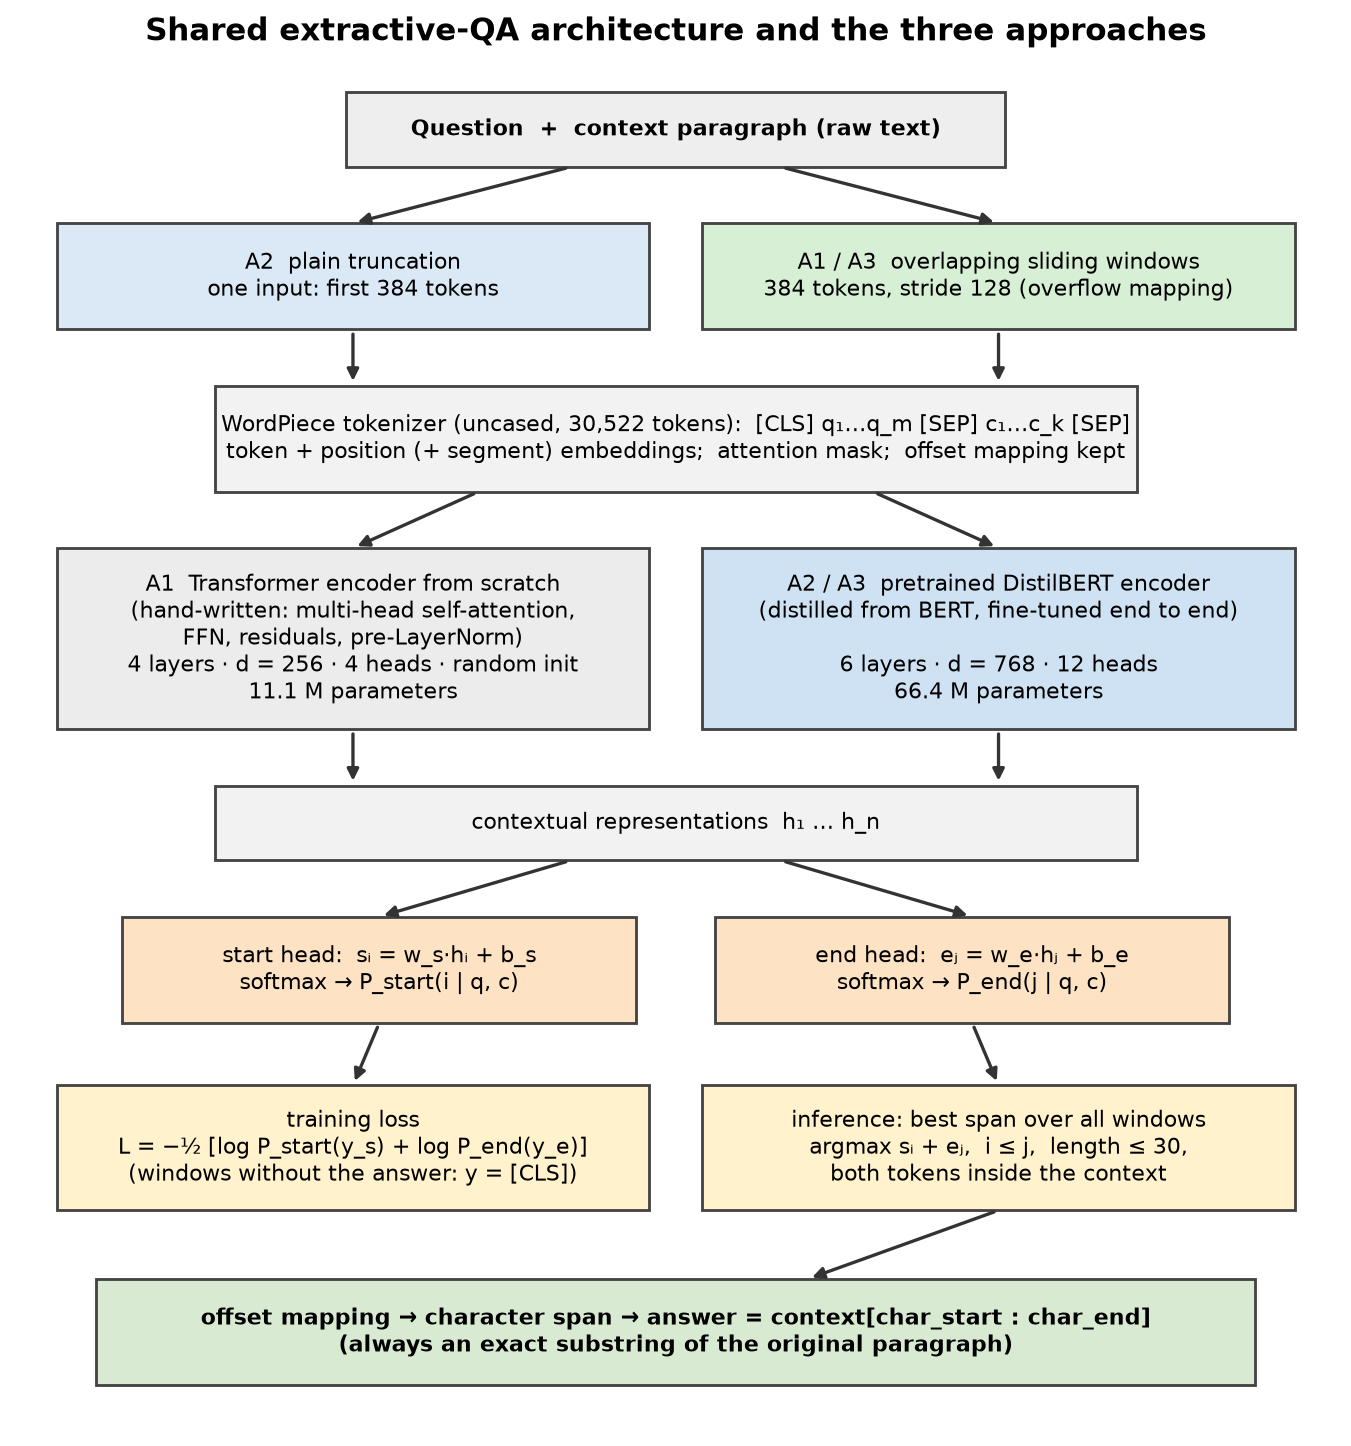 Shared extractive-QA architecture and the three approaches
Question + context paragraph (raw text)
A2 plain truncation
one input: first 384 tokens
A1 / A3 overlapping sliding windows
384 tokens, stride 128 (overflow mapping)
WordPiece tokenizer (uncased, 30,522 tokens): [CLS] q₁…q_m [SEP] c₁…c_k [SEP]
token + position (+ segment) embeddings; attention mask; offset mapping kept
A1 Transformer encoder from scratch
(hand-written: multi-head self-attention,
FFN, residuals, pre-LayerNorm)
4 layers · d = 256 · 4 heads · random init
11.1 M parameters
A2 / A3 pretrained DistilBERT encoder
(distilled from BERT, fine-tuned end to end)
6 layers · d = 768 · 12 heads
66.4 M parameters
contextual representations h₁ … h_n
start head: sᵢ = w_s·hᵢ + b_s
softmax → P_start(i | q, c)
end head: eⱼ = w_e·hⱼ + b_e
softmax → P_end(j | q, c)
training loss
L = −½ [log P_start(y_s) + log P_end(y_e)]
(windows without the answer: y = [CLS])
inference: best span over all windows
argmax sᵢ + eⱼ, i ≤ j, length ≤ 30,
both tokens inside the context
offset mapping → character span → answer = context[char_start : char_end]
(always an exact substring of the original paragraph)